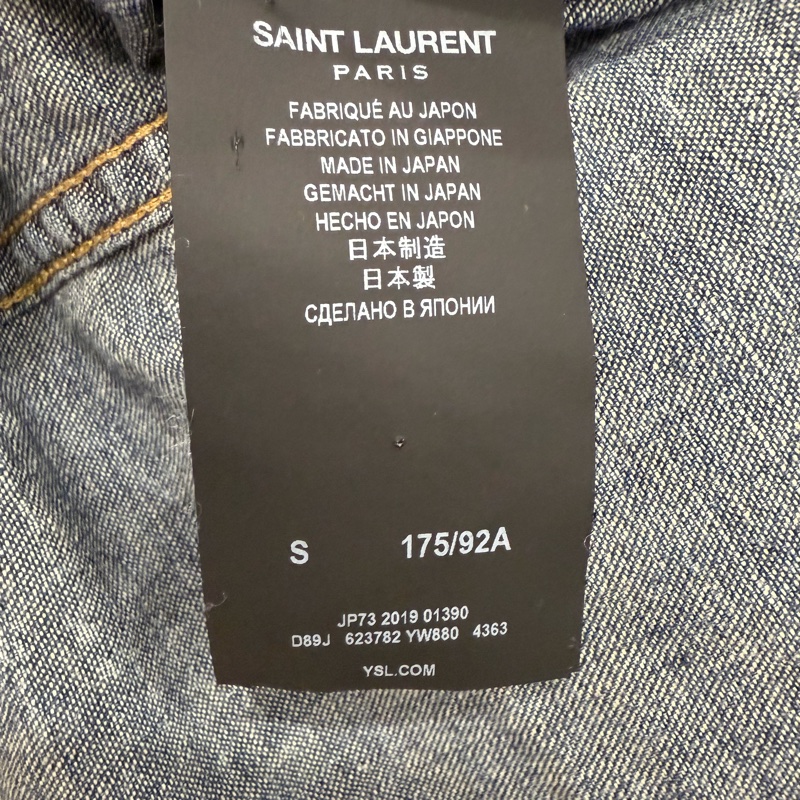 SAINT LAURENT
PARIS
FABRIQUÉ AU JAPON
FABBRICATO IN GIAPPONE
MADE IN JAPAN
GEMACHT IN JAPAN
HECHO EN JAPON
日本制造
日本製
СДЕЛАНО В ЯПОНИИ
S 175/92A
JP73 2019 01390
D89J 623782 YW880 4363
YSL.COM